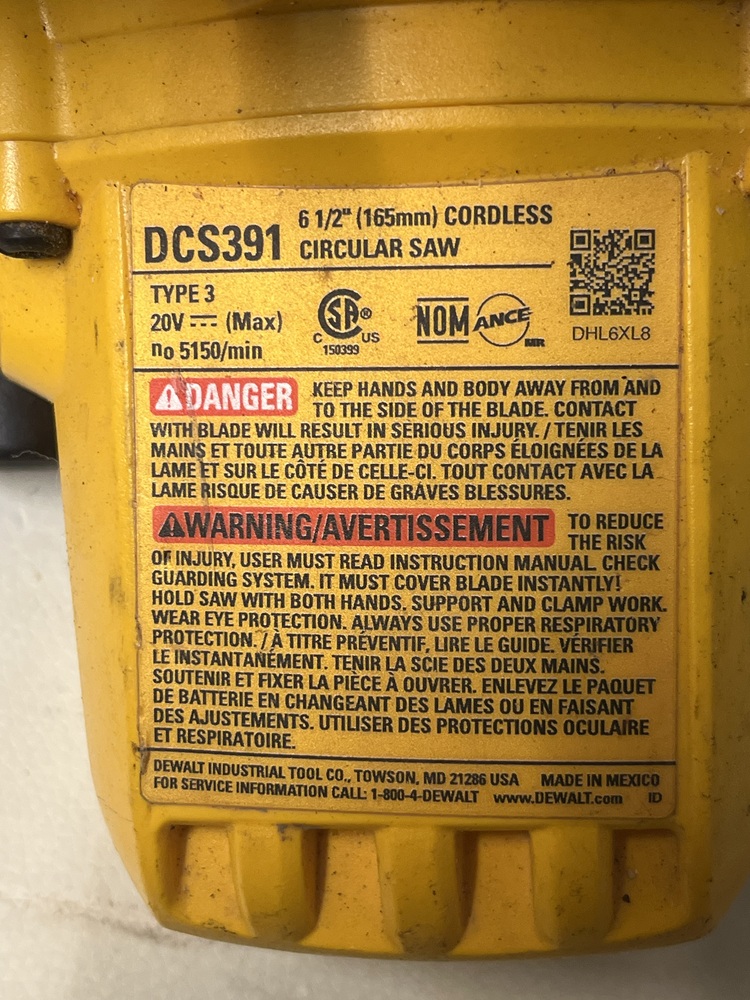 DCS391 6 1/2" (165mm) CORDLESS
CIRCULAR SAW
TYPE 3
20V ⎓ (Max)
no 5150/min
CSA®
C US
150399
NOM
ANCE
MR
DHL6XL8
⚠DANGER KEEP HANDS AND BODY AWAY FROM AND
TO THE SIDE OF THE BLADE. CONTACT
WITH BLADE WILL RESULT IN SERIOUS INJURY. / TENIR LES
MAINS ET TOUTE AUTRE PARTIE DU CORPS ÉLOIGNÉES DE LA
LAME ET SUR LE CÔTÉ DE CELLE-CI. TOUT CONTACT AVEC LA
LAME RISQUE DE CAUSER DE GRAVES BLESSURES.
⚠WARNING/AVERTISSEMENT TO REDUCE
THE RISK
OF INJURY, USER MUST READ INSTRUCTION MANUAL. CHECK
GUARDING SYSTEM. IT MUST COVER BLADE INSTANTLY!
HOLD SAW WITH BOTH HANDS. SUPPORT AND CLAMP WORK.
WEAR EYE PROTECTION. ALWAYS USE PROPER RESPIRATORY
PROTECTION. / À TITRE PRÉVENTIF, LIRE LE GUIDE. VÉRIFIER
LE INSTANTANÉMENT. TENIR LA SCIE DES DEUX MAINS.
SOUTENIR ET FIXER LA PIÈCE À OUVRER. ENLEVEZ LE PAQUET
DE BATTERIE EN CHANGEANT DES LAMES OU EN FAISANT
DES AJUSTEMENTS. UTILISER DES PROTECTIONS OCULAIRE
ET RESPIRATOIRE.
DEWALT INDUSTRIAL TOOL CO., TOWSON, MD 21286 USA MADE IN MEXICO
FOR SERVICE INFORMATION CALL: 1-800-4-DEWALT www.DEWALT.com ID